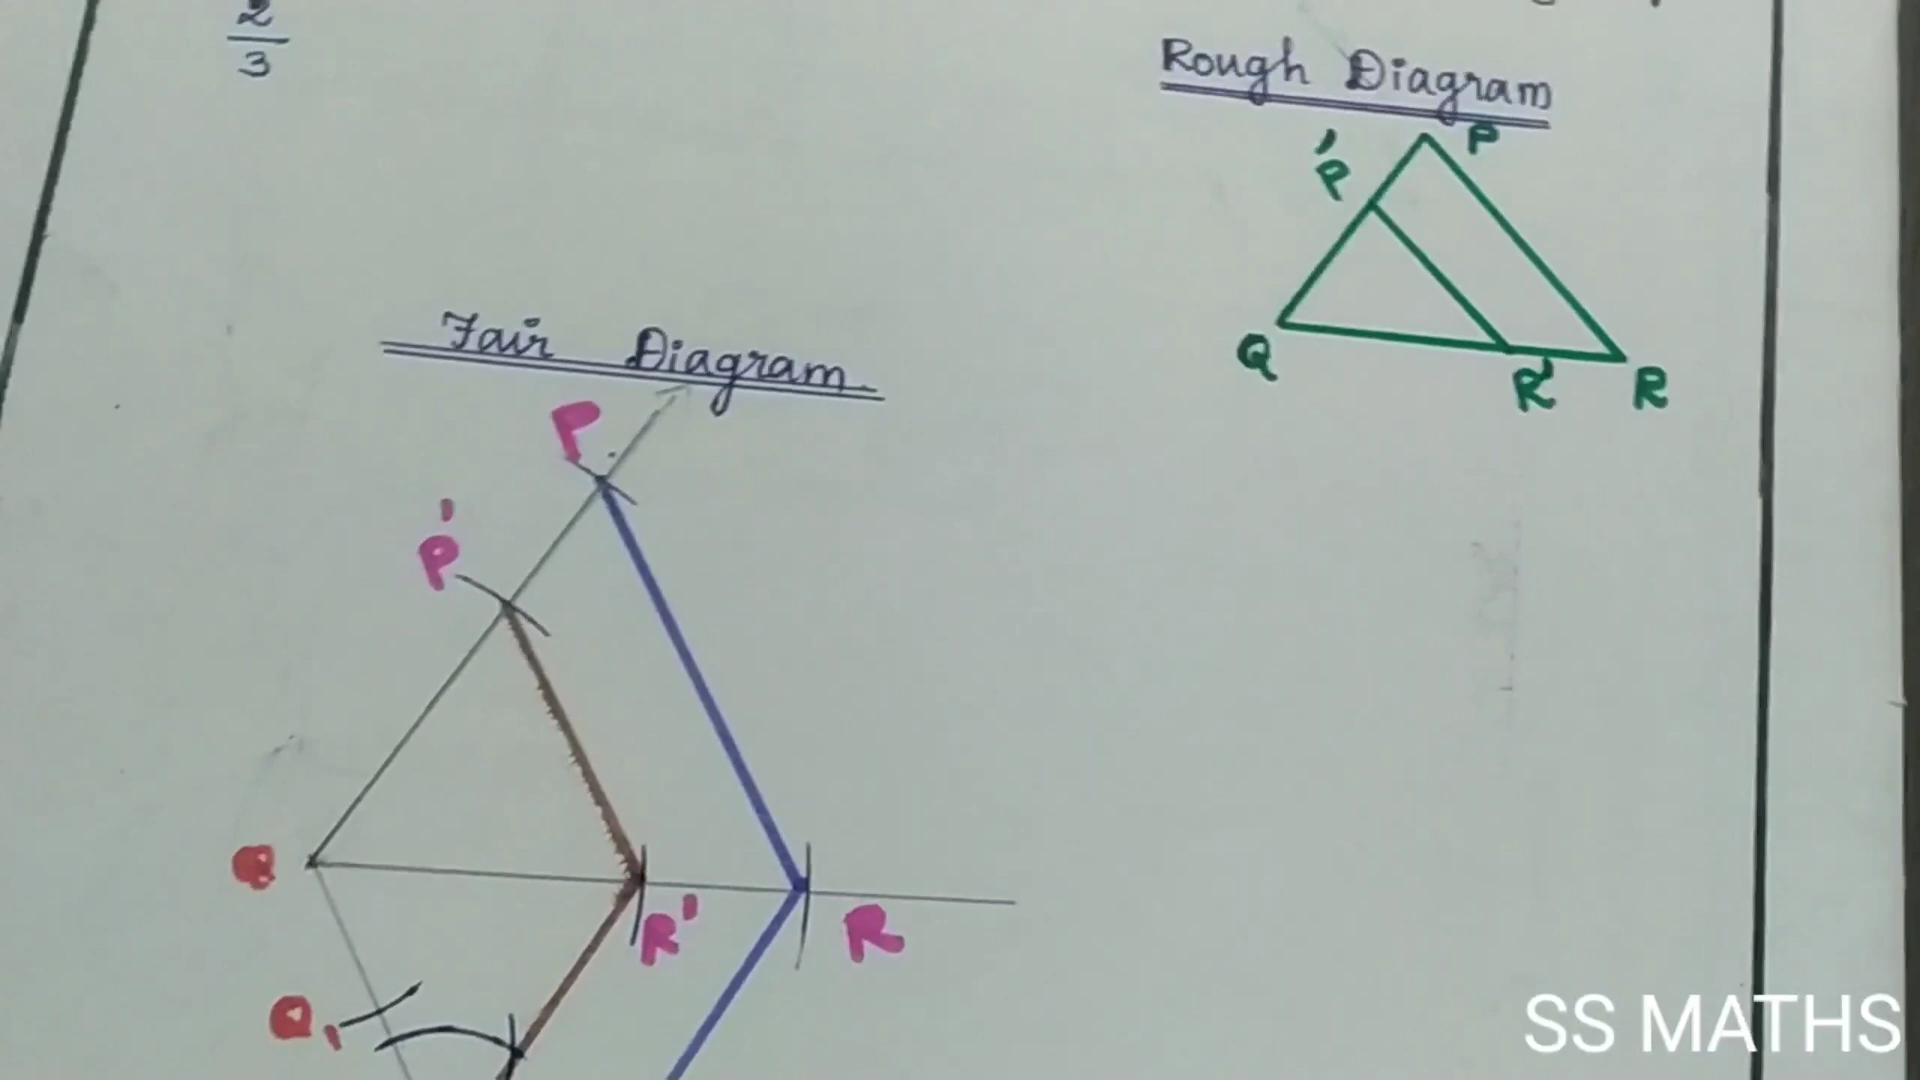 2
3
Rough Diagram
P'
P
Q
R'
R
Fair Diagram
P
P'
Q
R'
R
Q1
SS MATHS